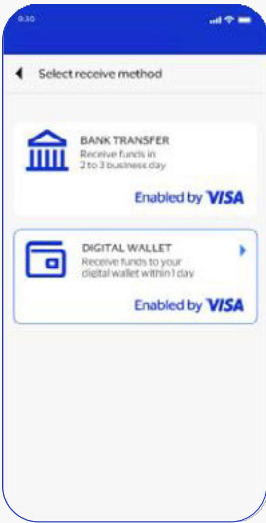 0:30
Select receive method
BANK TRANSFER
Receive funds in
2 to 3 business day
Enabled by VISA
DIGITAL WALLET
Receive funds to your
digital wallet within 1 day
Enabled by VISA